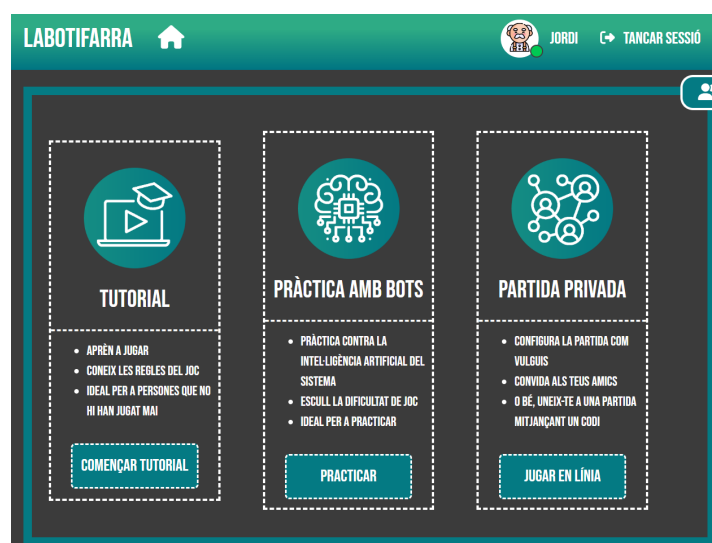 LABOTIFARRA
JORDI
TANCAR SESSIÓ
TUTORIAL
APRÈN A JUGAR
CONEIX LES REGLES DEL JOC
IDEAL PER A PERSONES QUE NO
HI HAN JUGAT MAI
COMENÇAR TUTORIAL
PRÀCTICA AMB BOTS
PRÀCTICA CONTRA LA
INTEL·LIGÈNCIA ARTIFICIAL DEL
SISTEMA
ESCULL LA DIFICULTAT DE JOC
IDEAL PER A PRACTICAR
PRACTICAR
PARTIDA PRIVADA
CONFIGURA LA PARTIDA COM
VULGUIS
CONVIDA ALS TEUS AMICS
O BÉ, UNEIX-TE A UNA PARTIDA
MITJANÇANT UN CODI
JUGAR EN LÍNIA